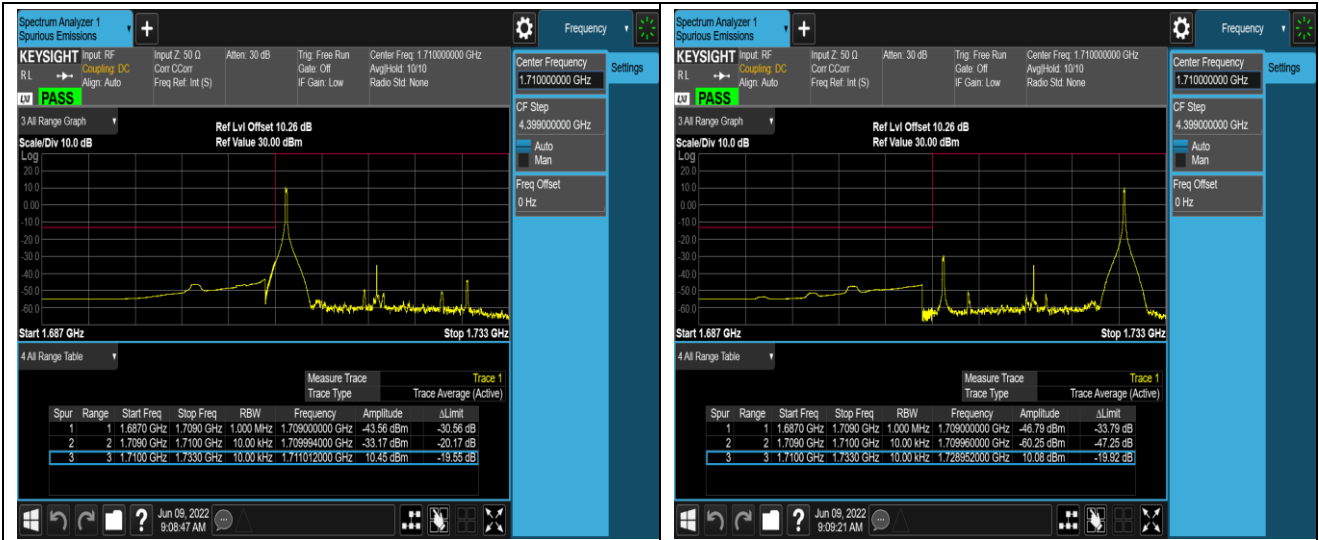 Spectrum Analyzer 1
Spurious Emissions
Frequency
KEYSIGHT Input: RF Input Z: 50 Ω Atten: 30 dB Trig: Free Run Center Freq: 1.710000000 GHz
Coupling: DC Corr CCorr Gate: Off Avg|Hold: 10/10
RL Align: Auto Freq Ref: Int (S) IF Gain: Low Radio Std: None
LXI PASS
Center Frequency
1.710000000 GHz
Settings
CF Step
4.399000000 GHz
Auto
Man
Freq Offset
0 Hz
3 All Range Graph
Ref Lvl Offset 10.26 dB
Scale/Div 10.0 dB Ref Value 30.00 dBm
Log
20.0
10.0
0.00
-10.0
-20.0
-30.0
-40.0
-50.0
-60.0
Start 1.687 GHz Stop 1.733 GHz
4 All Range Table
Measure Trace Trace 1
Trace Type Trace Average (Active)
Spur Range Start Freq Stop Freq RBW Frequency Amplitude ΔLimit
1 1 1.6870 GHz 1.7090 GHz 1.000 MHz 1.709000000 GHz -43.56 dBm -30.56 dB
2 2 1.7090 GHz 1.7100 GHz 10.00 kHz 1.709994000 GHz -33.17 dBm -20.17 dB
3 3 1.7100 GHz 1.7330 GHz 10.00 kHz 1.711012000 GHz 10.45 dBm -19.55 dB
?
Jun 09, 2022
9:08:47 AM
Spectrum Analyzer 1
Spurious Emissions
Frequency
KEYSIGHT Input: RF Input Z: 50 Ω Atten: 30 dB Trig: Free Run Center Freq: 1.710000000 GHz
Coupling: DC Corr CCorr Gate: Off Avg|Hold: 10/10
RL Align: Auto Freq Ref: Int (S) IF Gain: Low Radio Std: None
LXI PASS
Center Frequency
1.710000000 GHz
Settings
CF Step
4.399000000 GHz
Auto
Man
Freq Offset
0 Hz
3 All Range Graph
Ref Lvl Offset 10.26 dB
Scale/Div 10.0 dB Ref Value 30.00 dBm
Log
20.0
10.0
0.00
-10.0
-20.0
-30.0
-40.0
-50.0
-60.0
Start 1.687 GHz Stop 1.733 GHz
4 All Range Table
Measure Trace Trace 1
Trace Type Trace Average (Active)
Spur Range Start Freq Stop Freq RBW Frequency Amplitude ΔLimit
1 1 1.6870 GHz 1.7090 GHz 1.000 MHz 1.709000000 GHz -46.79 dBm -33.79 dB
2 2 1.7090 GHz 1.7100 GHz 10.00 kHz 1.709960000 GHz -60.25 dBm -47.25 dB
3 3 1.7100 GHz 1.7330 GHz 10.00 kHz 1.728952000 GHz 10.08 dBm -19.92 dB
?
Jun 09, 2022
9:09:21 AM